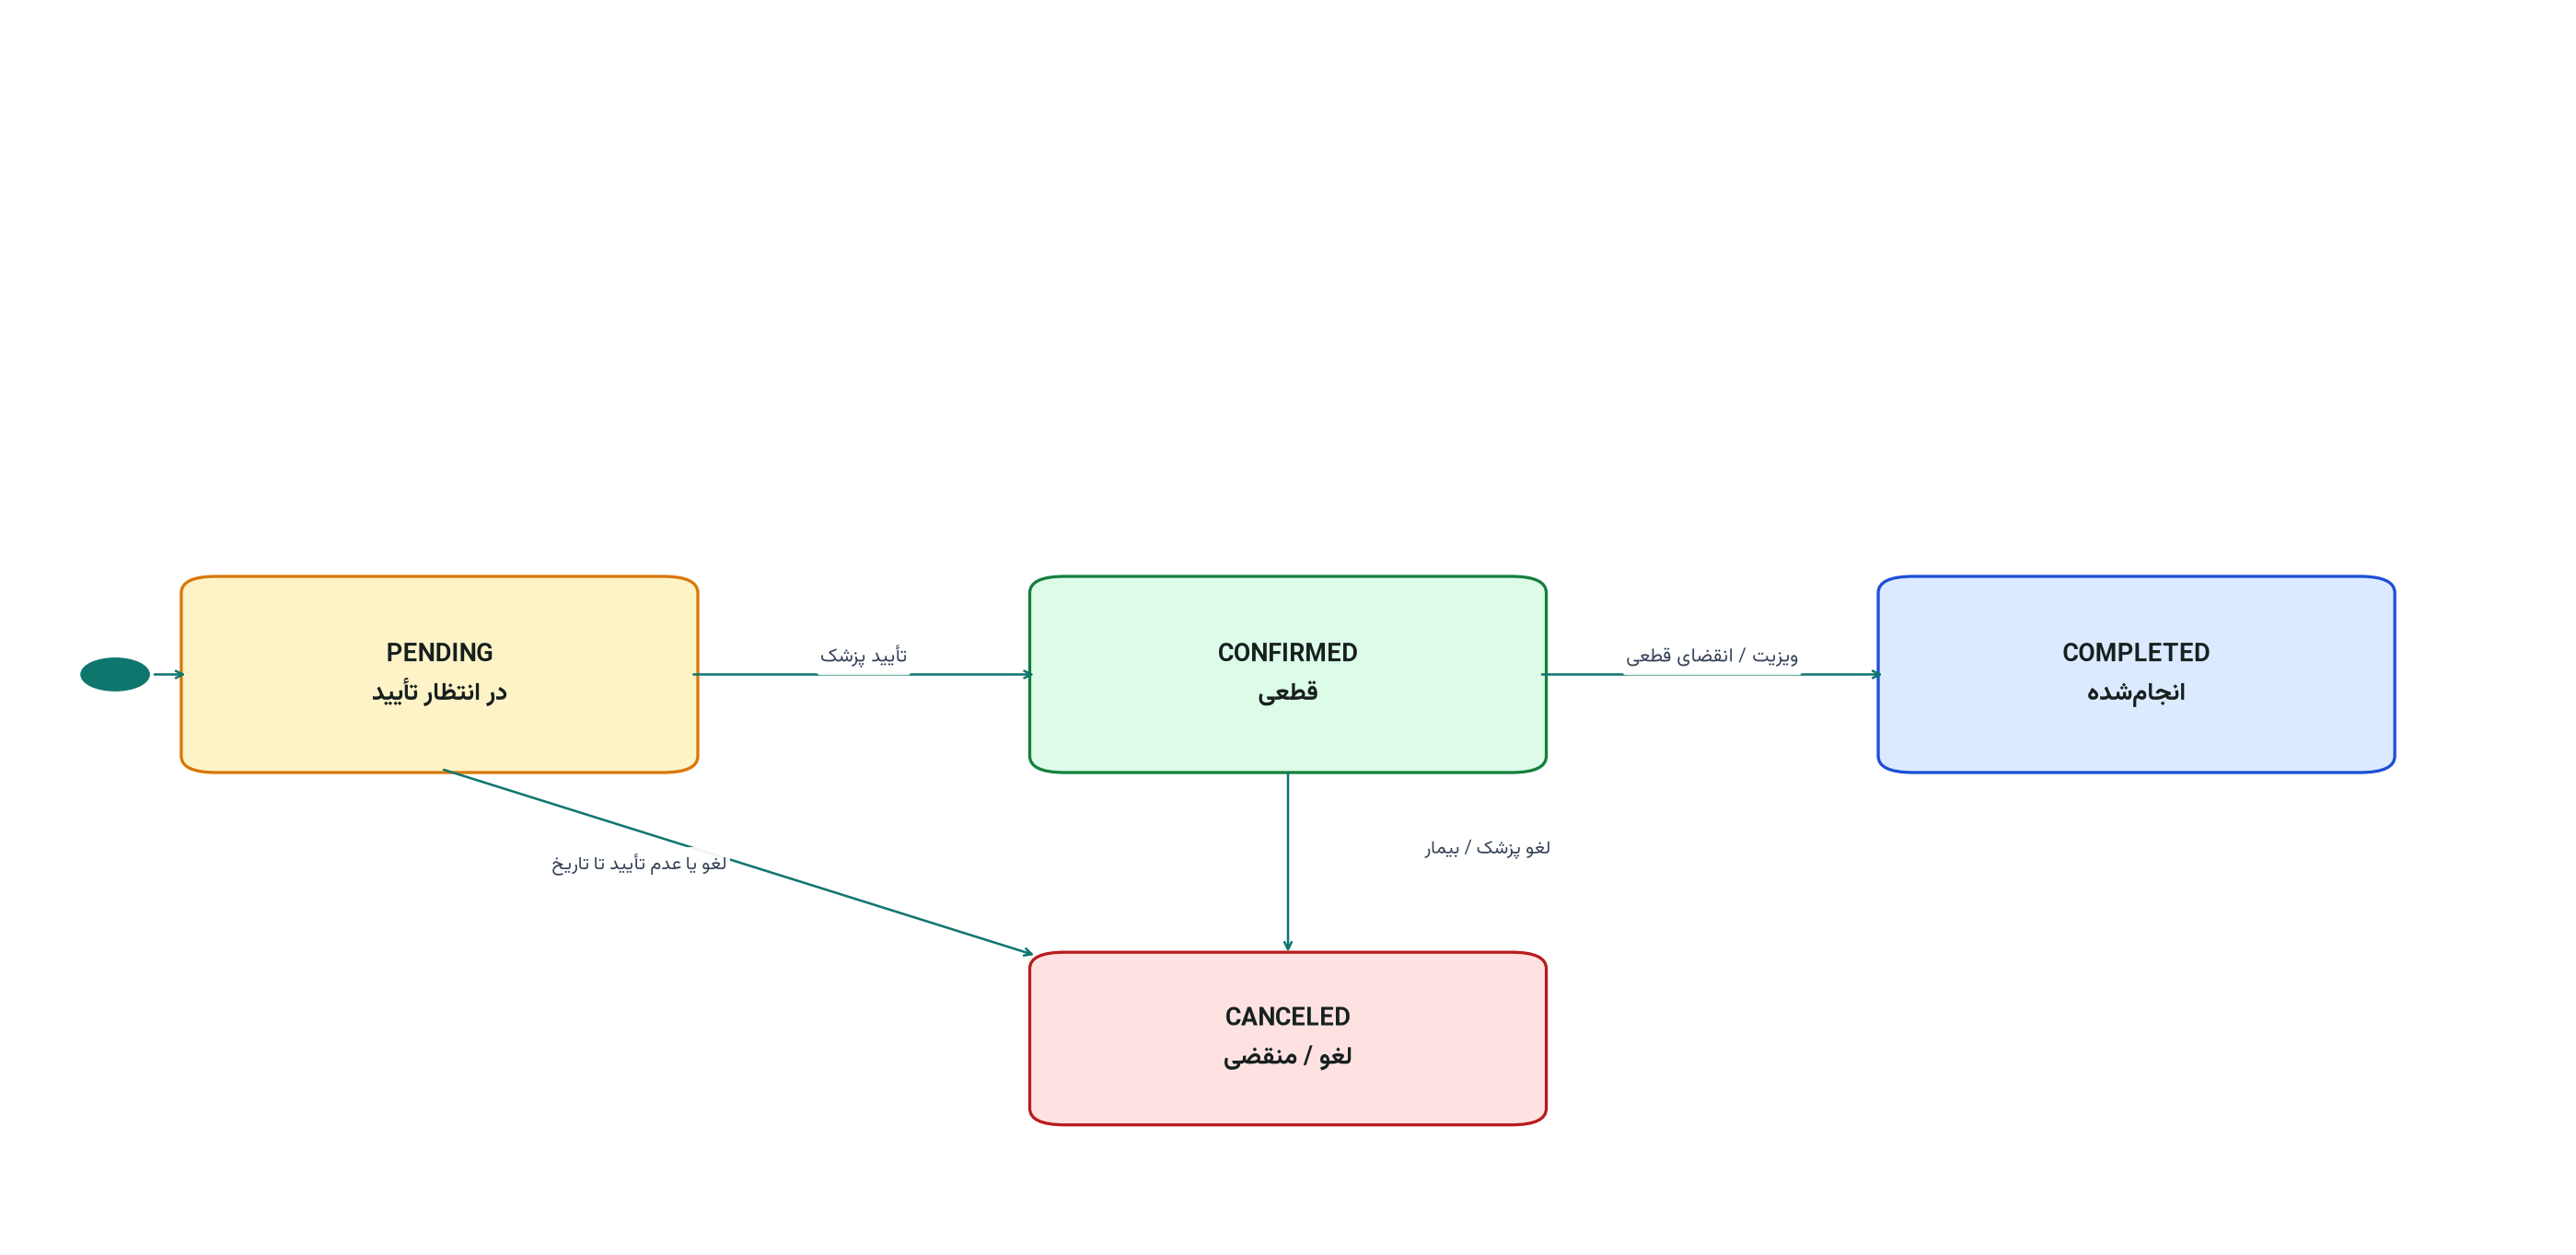 PENDING
در انتظار تأیید
تأیید پزشک
CONFIRMED
قطعی
ویزیت / انقضای قطعی
COMPLETED
انجام‌شده
لغو یا عدم تأیید تا تاریخ
لغو پزشک / بیمار
CANCELED
لغو / منقضی